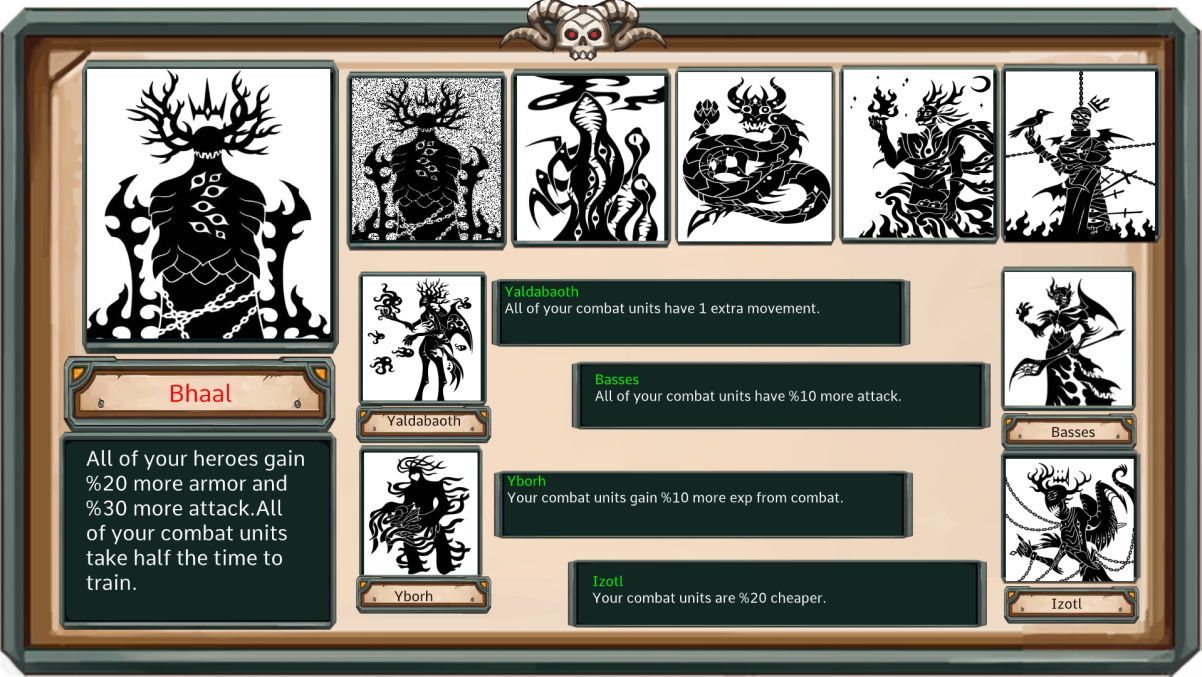 Bhaal
All of your heroes gain
%20 more armor and
%30 more attack.All
of your combat units
take half the time to
train.
Yaldabaoth
Yaldabaoth
All of your combat units have 1 extra movement.
Basses
All of your combat units have %10 more attack.
Basses
Yborh
Yborh
Your combat units gain %10 more exp from combat.
Izotl
Your combat units are %20 cheaper.
Izotl